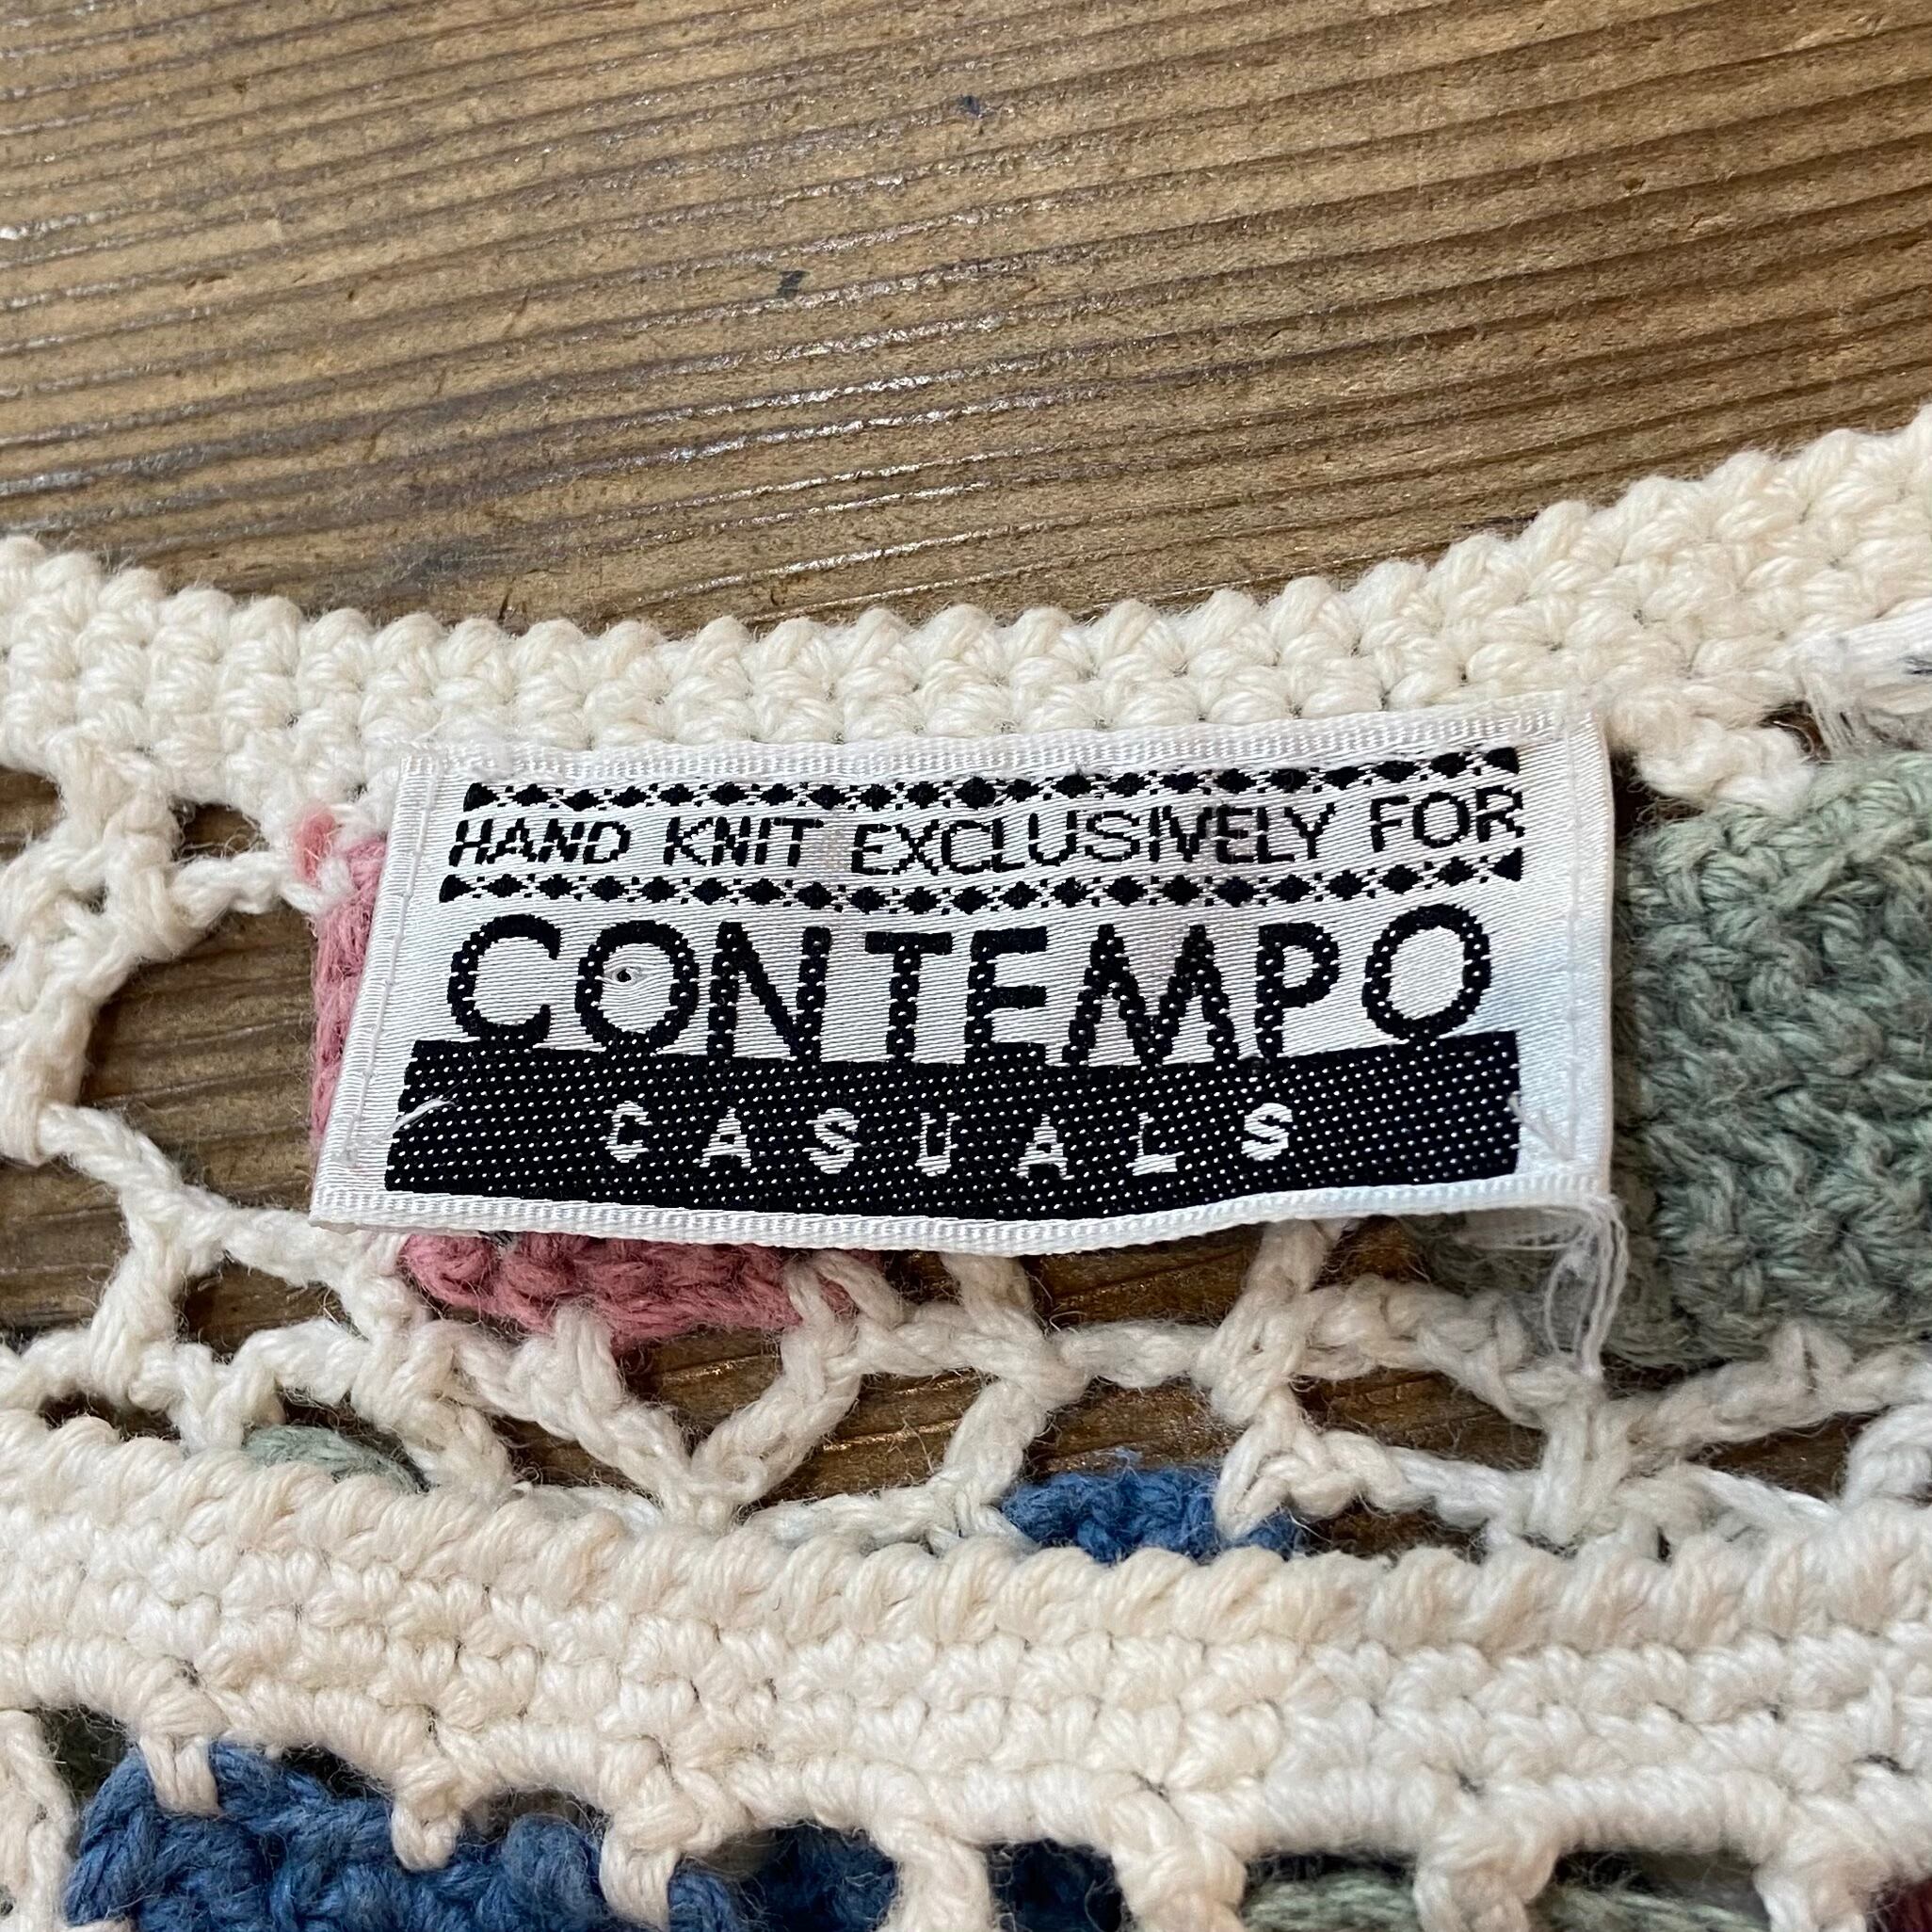 HAND KNIT EXCLUSIVELY FOR
CONTEMPO
CASUALS